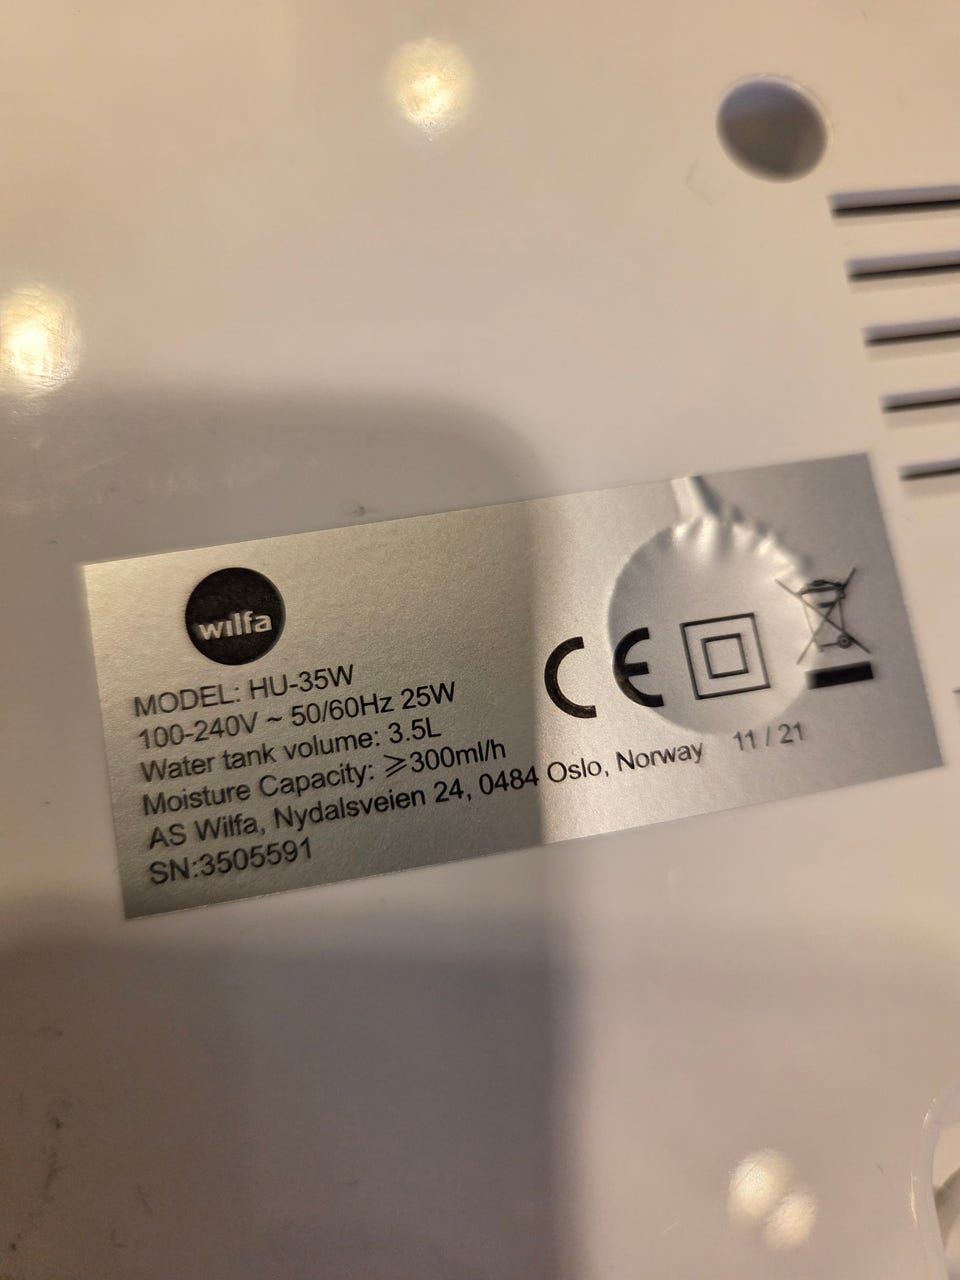 wilfa
MODEL: HU-35W
100-240V ~ 50/60Hz 25W
Water tank volume: 3.5L
Moisture Capacity: ⩾300ml/h
AS Wilfa, Nydalsveien 24, 0484 Oslo, Norway 11 / 21
SN:3505591
CE